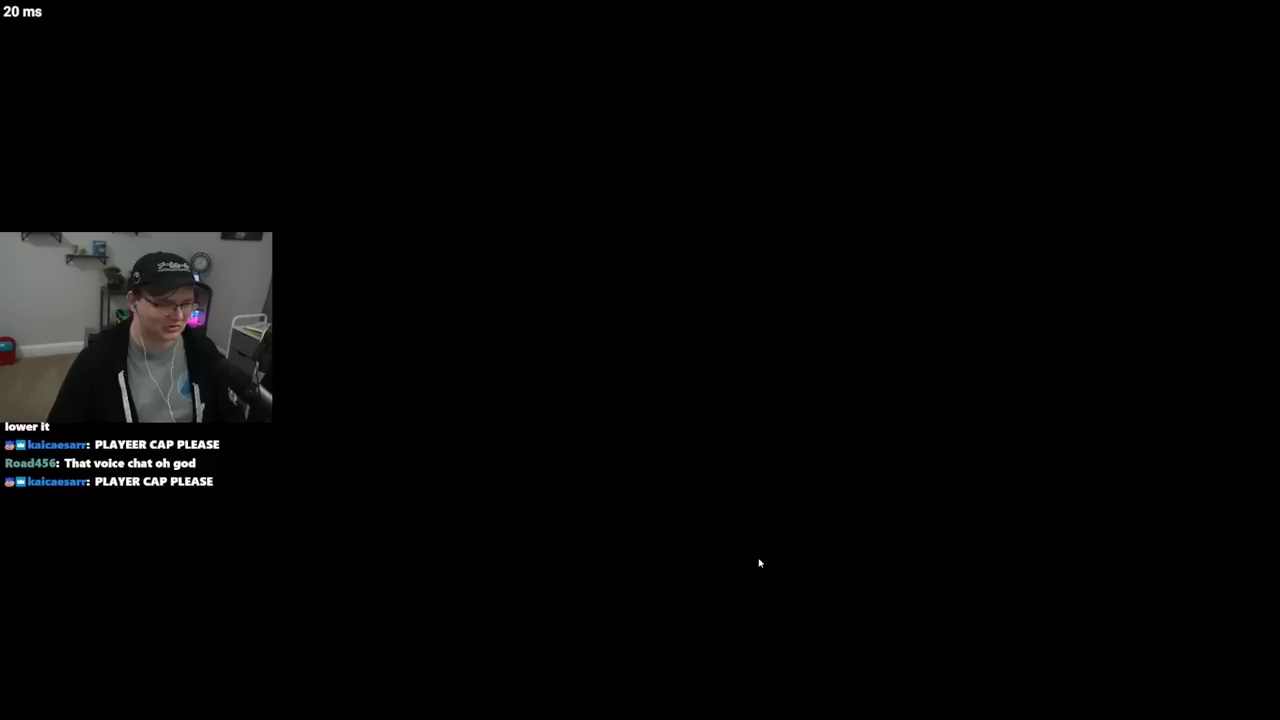 20 ms
lower it
kaicaesarr: PLAYEER CAP PLEASE
Road456: That voice chat oh god
kaicaesarr: PLAYER CAP PLEASE